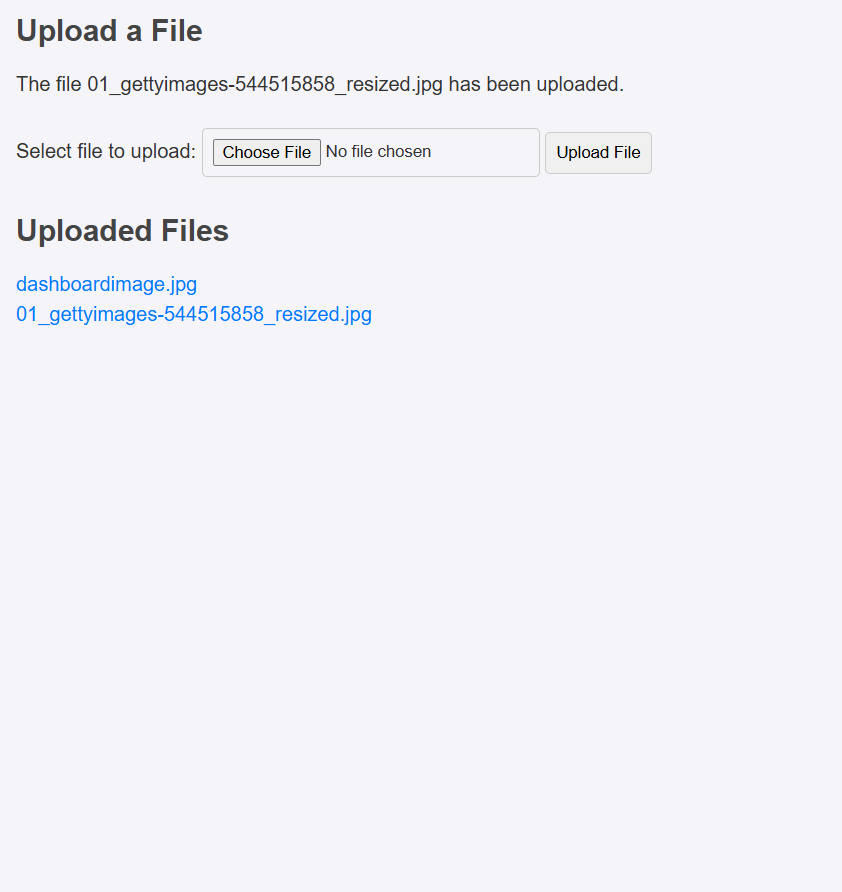 Upload a File
The file 01_gettyimages-544515858_resized.jpg has been uploaded.
Select file to upload: Choose File No file chosen Upload File
Uploaded Files
dashboardimage.jpg
01_gettyimages-544515858_resized.jpg